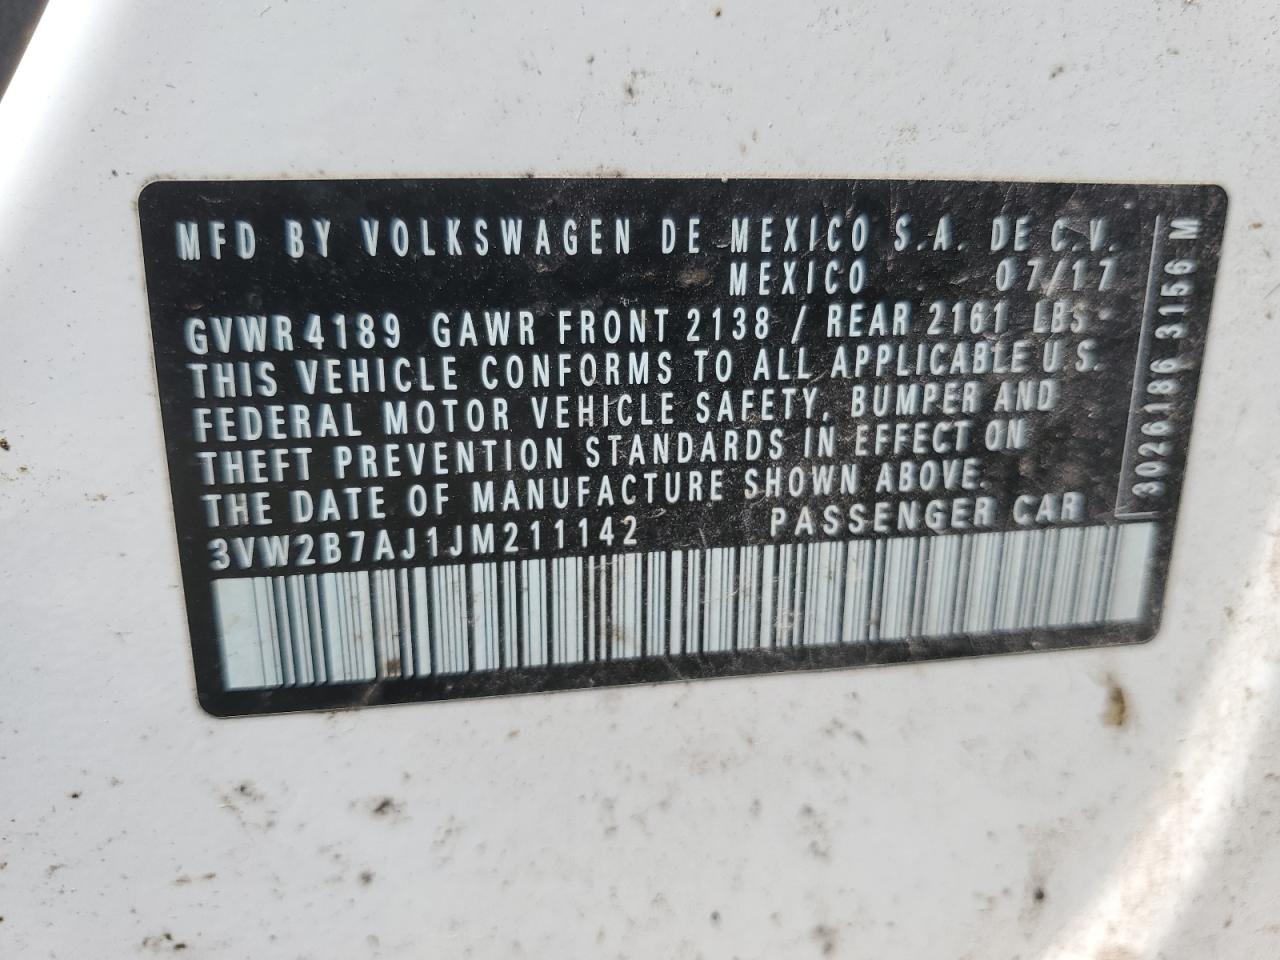 MFD BY VOLKSWAGEN DE MEXICO S.A. DE C.V.
MEXICO 07/17
GVWR 4189 GAWR FRONT 2138 / REAR 2161 LBS
THIS VEHICLE CONFORMS TO ALL APPLICABLE U S.
FEDERAL MOTOR VEHICLE SAFETY, BUMPER AND
THEFT PREVENTION STANDARDS IN EFFECT ON
THE DATE OF MANUFACTURE SHOWN ABOVE.
3VW2B7AJ1JM211142 PASSENGER CAR
3026186 3156 M